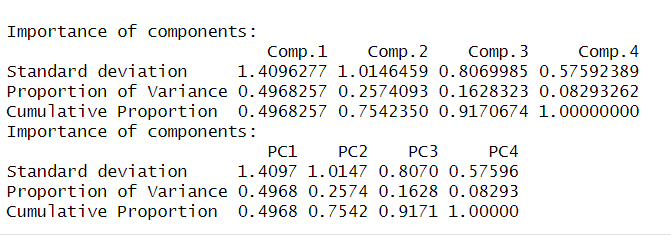 Importance of components:
                          Comp.1    Comp.2    Comp.3     Comp.4
Standard deviation     1.4096277 1.0146459 0.8069985 0.57592389
Proportion of Variance 0.4968257 0.2574093 0.1628323 0.08293262
Cumulative Proportion  0.4968257 0.7542350 0.9170674 1.00000000
Importance of components:
                          PC1    PC2    PC3     PC4
Standard deviation     1.4097 1.0147 0.8070 0.57596
Proportion of Variance 0.4968 0.2574 0.1628 0.08293
Cumulative Proportion  0.4968 0.7542 0.9171 1.00000